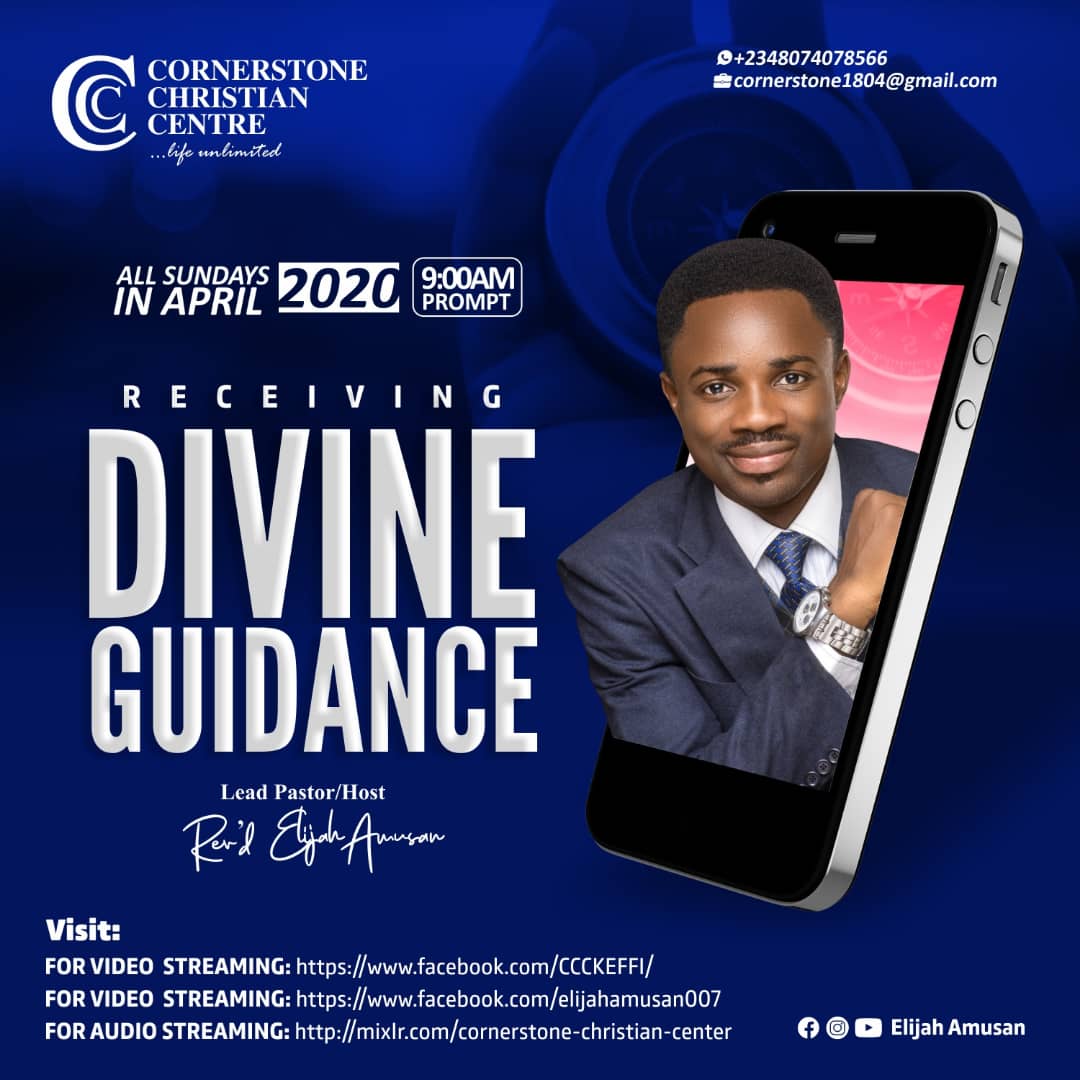 CCC
CORNERSTONE
CHRISTIAN
CENTRE
...life unlimited
+2348074078566
cornerstone1804@gmail.com
ALL SUNDAYS
IN APRIL
2020
9:00AM
PROMPT
RECEIVING
DIVINE
GUIDANCE
Lead Pastor/Host
Rev'd Elijah Amusan
Visit:
FOR VIDEO STREAMING: https://www.facebook.com/CCCKEFFI/
FOR VIDEO STREAMING: https://www.facebook.com/elijahamusan007
FOR AUDIO STREAMING: http://mixlr.com/cornerstone-christian-center
Elijah Amusan